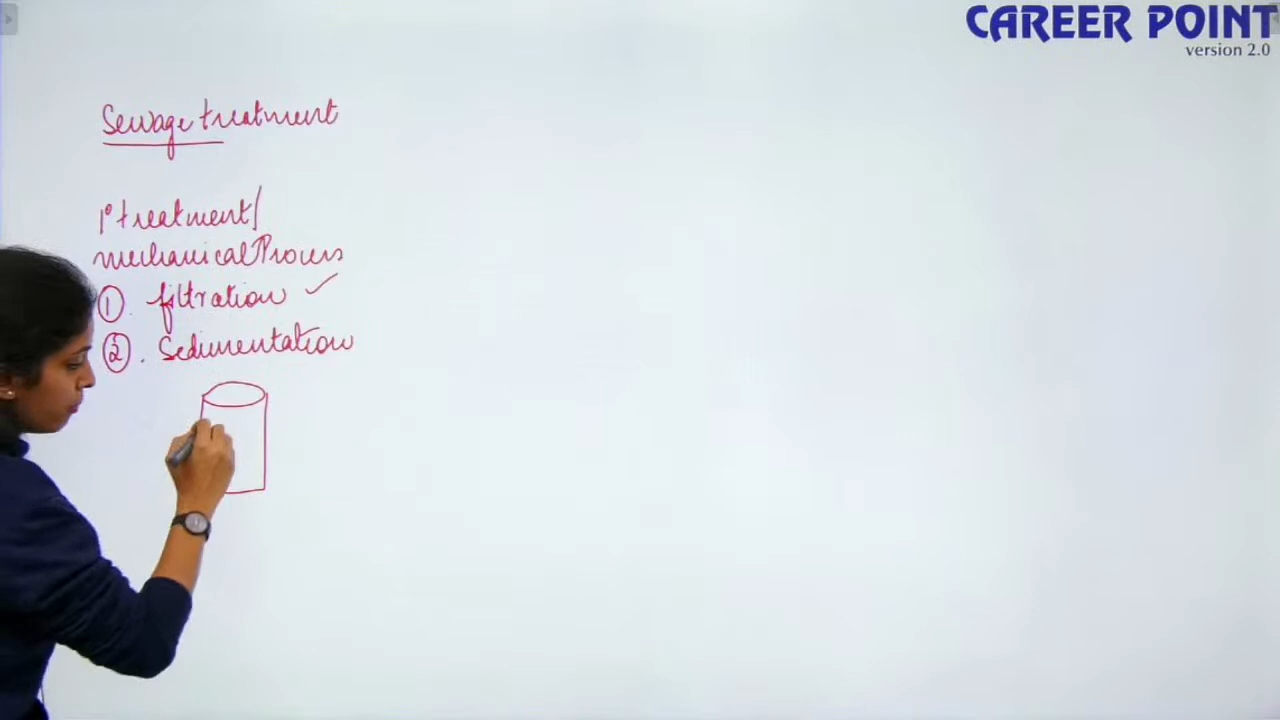 CAREER POINT
version 2.0
Sewage treatment
1° treatment/
mechanical Process
① filtration ✓
② . Sedimentation